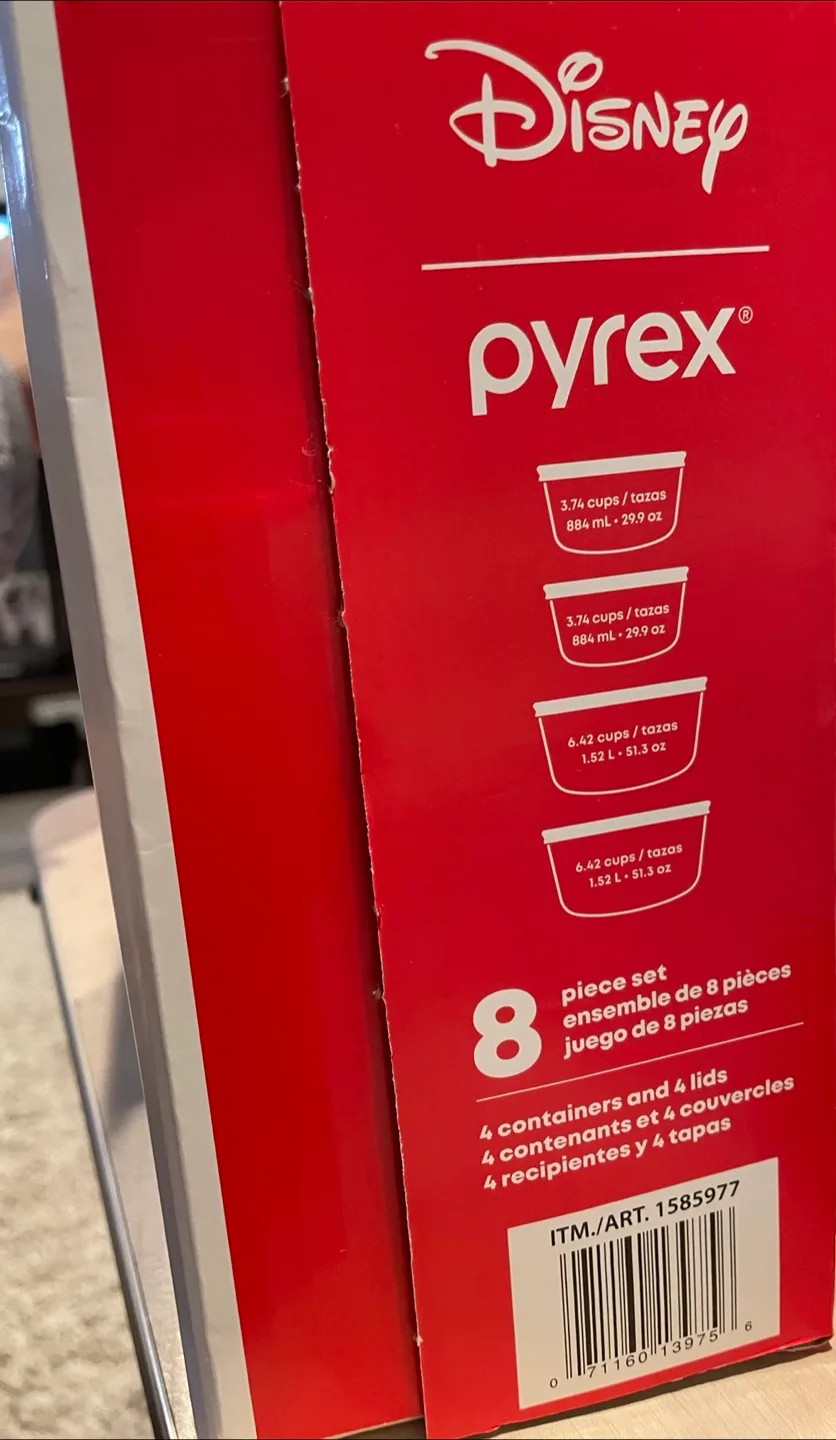 Disney
pyrex®
3.74 cups / tazas
884 mL • 29.9 oz
3.74 cups / tazas
884 mL • 29.9 oz
6.42 cups / tazas
1.52 L • 51.3 oz
6.42 cups / tazas
1.52 L • 51.3 oz
8 piece set
ensemble de 8 pièces
juego de 8 piezas
4 containers and 4 lids
4 contenants et 4 couvercles
4 recipientes y 4 tapas
ITM./ART. 1585977
0 71160 13975 6